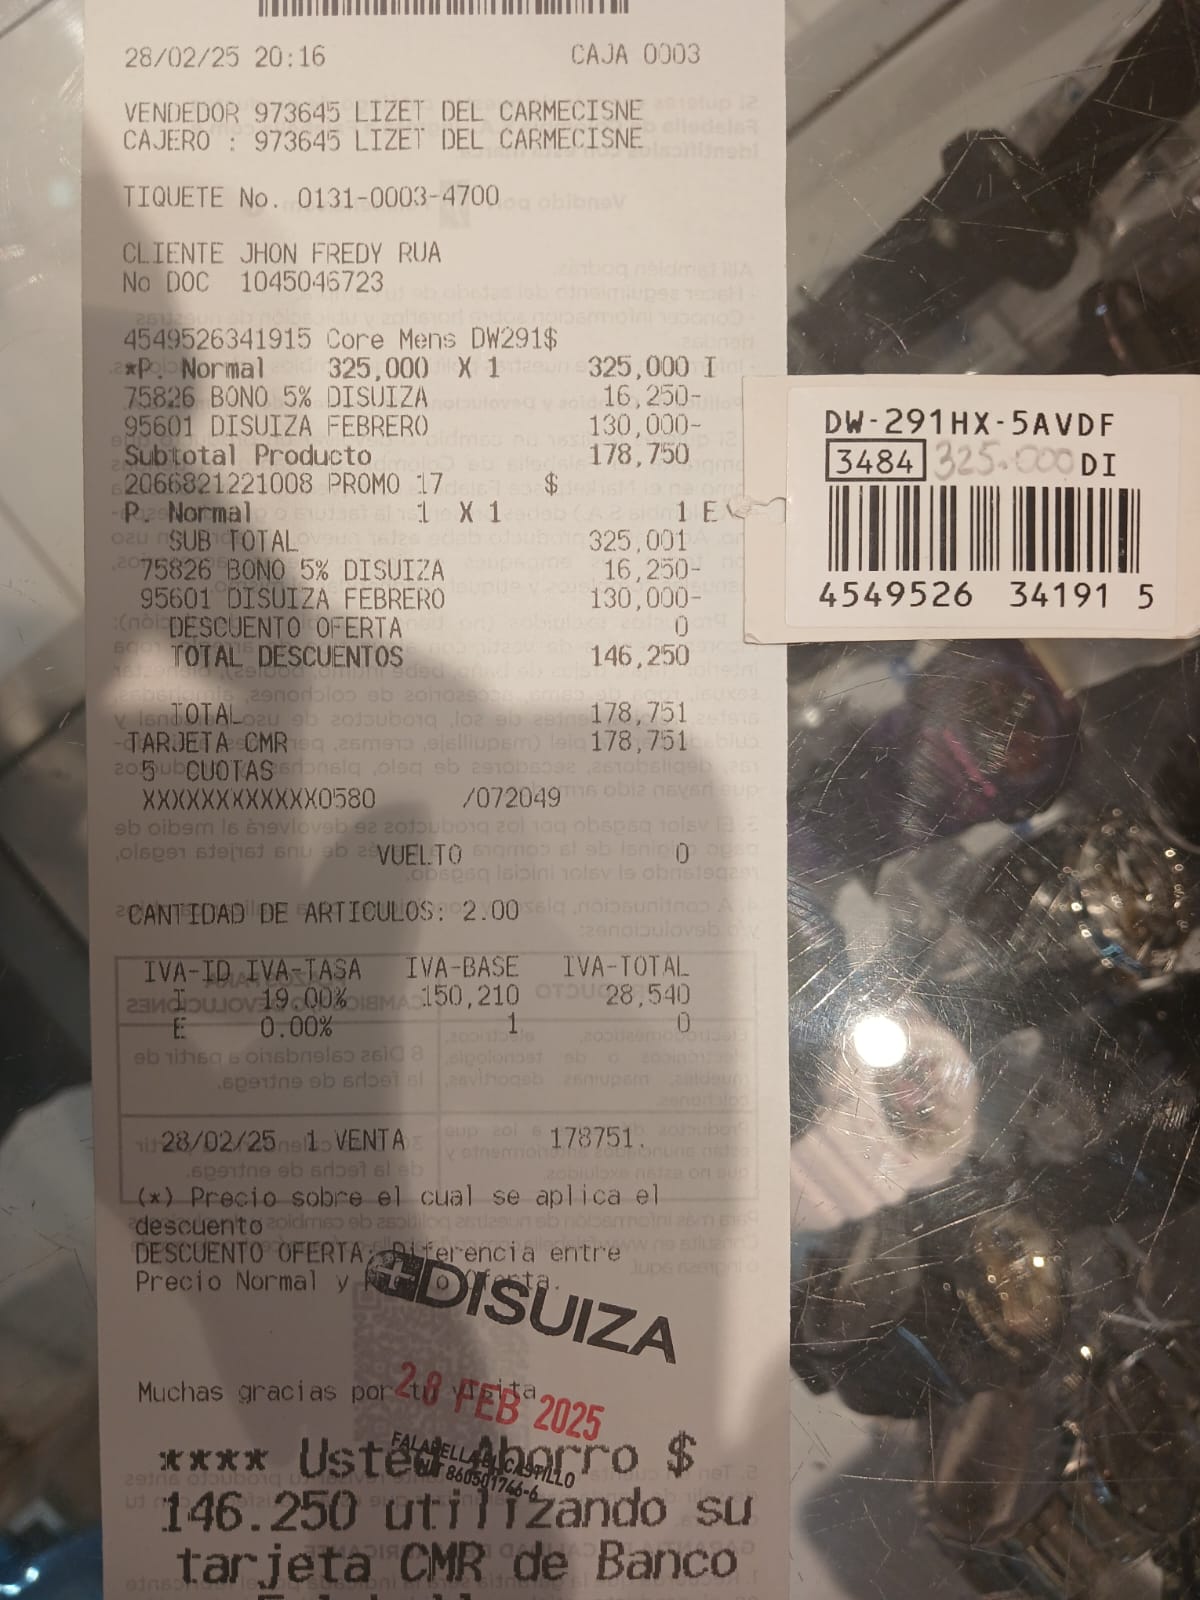 28/02/25 20:16 CAJA 0003
VENDEDOR 973645 LIZET DEL CARMECISNE
CAJERO : 973645 LIZET DEL CARMECISNE
TIQUETE No. 0131-0003-4700
CLIENTE JHON FREDY RUA
No DOC 1045046723
4549526341915 Core Mens DW291$
*P. Normal 325,000 X 1 325,000 I
75826 BONO 5% DISUIZA 16,250-
95601 DISUIZA FEBRERO 130,000-
Subtotal Producto 178,750
2066821221008 PROMO 17 $
P. Normal 1 X 1 1 E
SUB TOTAL 325,001
75826 BONO 5% DISUIZA 16,250-
95601 DISUIZA FEBRERO 130,000-
DESCUENTO OFERTA 0
TOTAL DESCUENTOS 146,250
TOTAL 178,751
TARJETA CMR 178,751
5 CUOTAS
XXXXXXXXXXXX0580 /072049
VUELTO 0
CANTIDAD DE ARTICULOS: 2.00
IVA-ID IVA-TASA IVA-BASE IVA-TOTAL
I 19.00% 150,210 28,540
E 0.00% 1 0
28/02/25 1 VENTA 178751.
(*) Precio sobre el cual se aplica el
descuento
DESCUENTO OFERTA: Diferencia entre
Precio Normal y Oferta.
DISUIZA
Muchas gracias por tu visita
28 FEB 2025
FALABELLA EL CASTILLO
NIT 860501746-6
**** Usted Ahorro $
146.250 utilizando su
tarjeta CMR de Banco
DW-291HX-5AVDF
3484 325.000 DI
4549526 34191 5